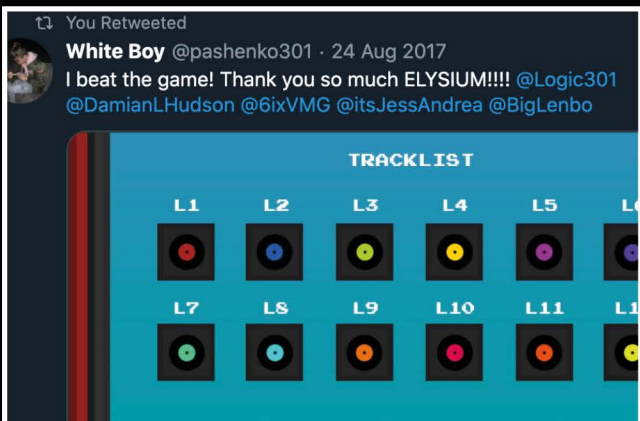 You Retweeted
White Boy @pashenko301 · 24 Aug 2017
I beat the game! Thank you so much ELYSIUM!!!! @Logic301
@DamianLHudson @6ixVMG @itsJessAndrea @BigLenbo
TRACKLIST
L1 L2 L3 L4 L5
L7 L8 L9 L10 L11